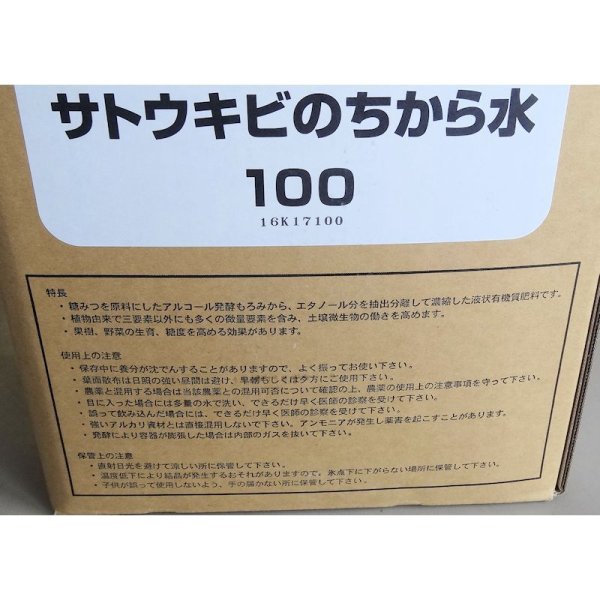 サトウキビのちから水
100
16K17100
特長
・糖みつを原料にしたアルコール発酵もろみから、エタノール分を抽出分離して濃縮した液状有機質肥料です。
・植物由来で三要素以外にも多くの微量要素を含み、土壌微生物の働きを高めます。
・果樹、野菜の生育、糖度を高める効果があります。
使用上の注意
・保存中に養分が沈でんすることがありますので、よく振ってお使い下さい。
・葉面散布は日照の強い昼間は避け、早朝もしくは夕方にご使用下さい。
・農薬と混用する場合は当該農薬との混用可否について確認の上、農薬の使用上の注意事項を守って下さい。
・目に入った場合には多量の水で洗い、できるだけ早く医師の診察を受けて下さい。
・誤って飲み込んだ場合には、できるだけ早く医師の診察を受けて下さい。
・強いアルカリ資材とは直接混用しないで下さい。アンモニアが発生し薬害を起こすことがあります。
・発酵により容器が膨張した場合は内部のガスを抜いて下さい。
保管上の注意
・直射日光を避けて涼しい所に保管して下さい。
・温度低下により結晶が発生するおそれがありますので、氷点下に下がらない場所に保管して下さい。
・子供が誤って使用しないよう、手の届かない所に保管して下さい。